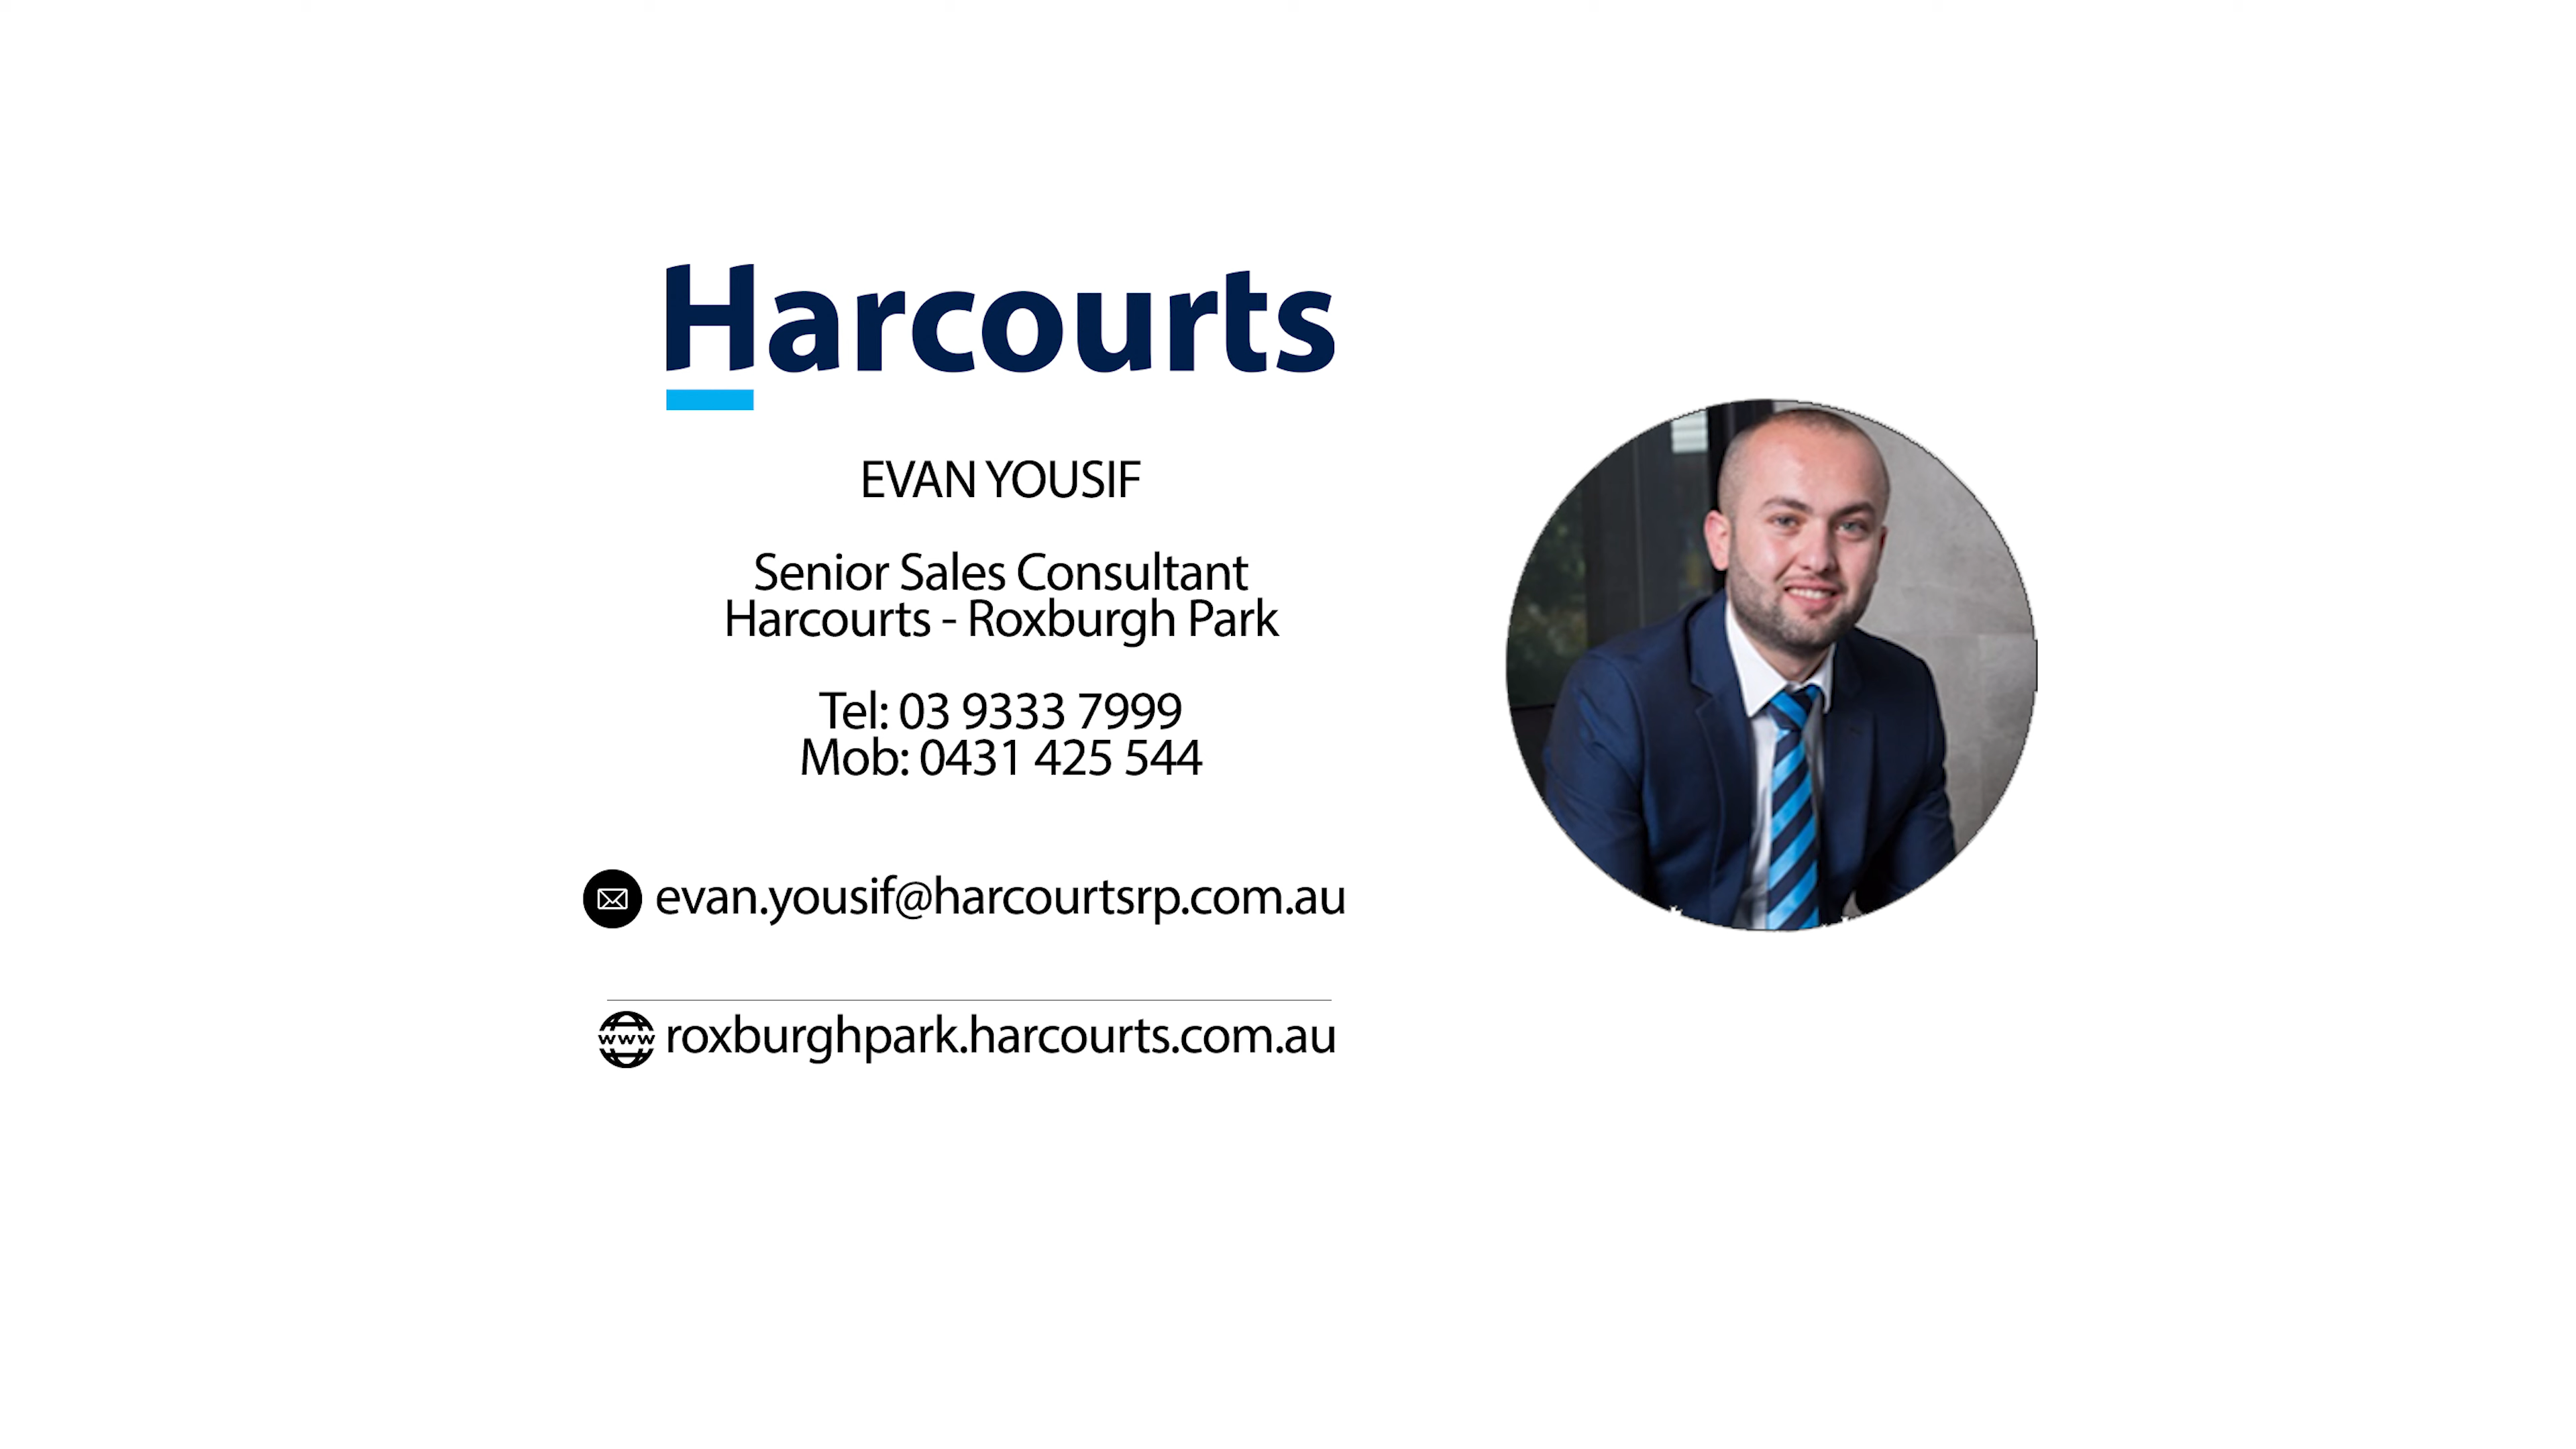 Harcourts
EVAN YOUSIF
Senior Sales Consultant
Harcourts - Roxburgh Park
Tel: 03 9333 7999
Mob: 0431 425 544
evan.yousif@harcourtsrp.com.au
www roxburghpark.harcourts.com.au